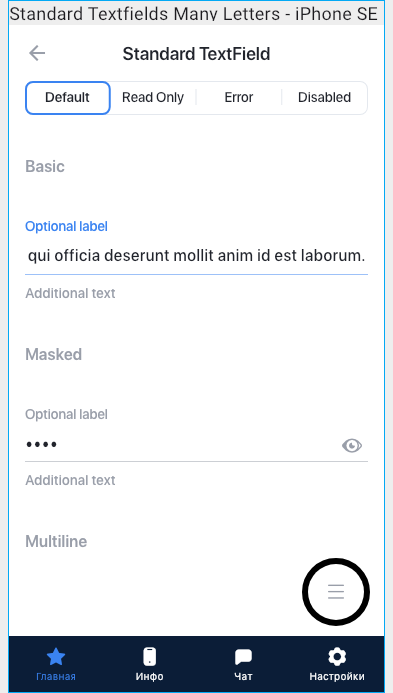 Standard Textfields Many Letters - iPhone SE
Standard TextField
Default Read Only Error Disabled
Basic
Optional label
qui officia deserunt mollit anim id est laborum.
Additional text
Masked
Optional label
••••
Additional text
Multiline
Главная Инфо Чат Настройки